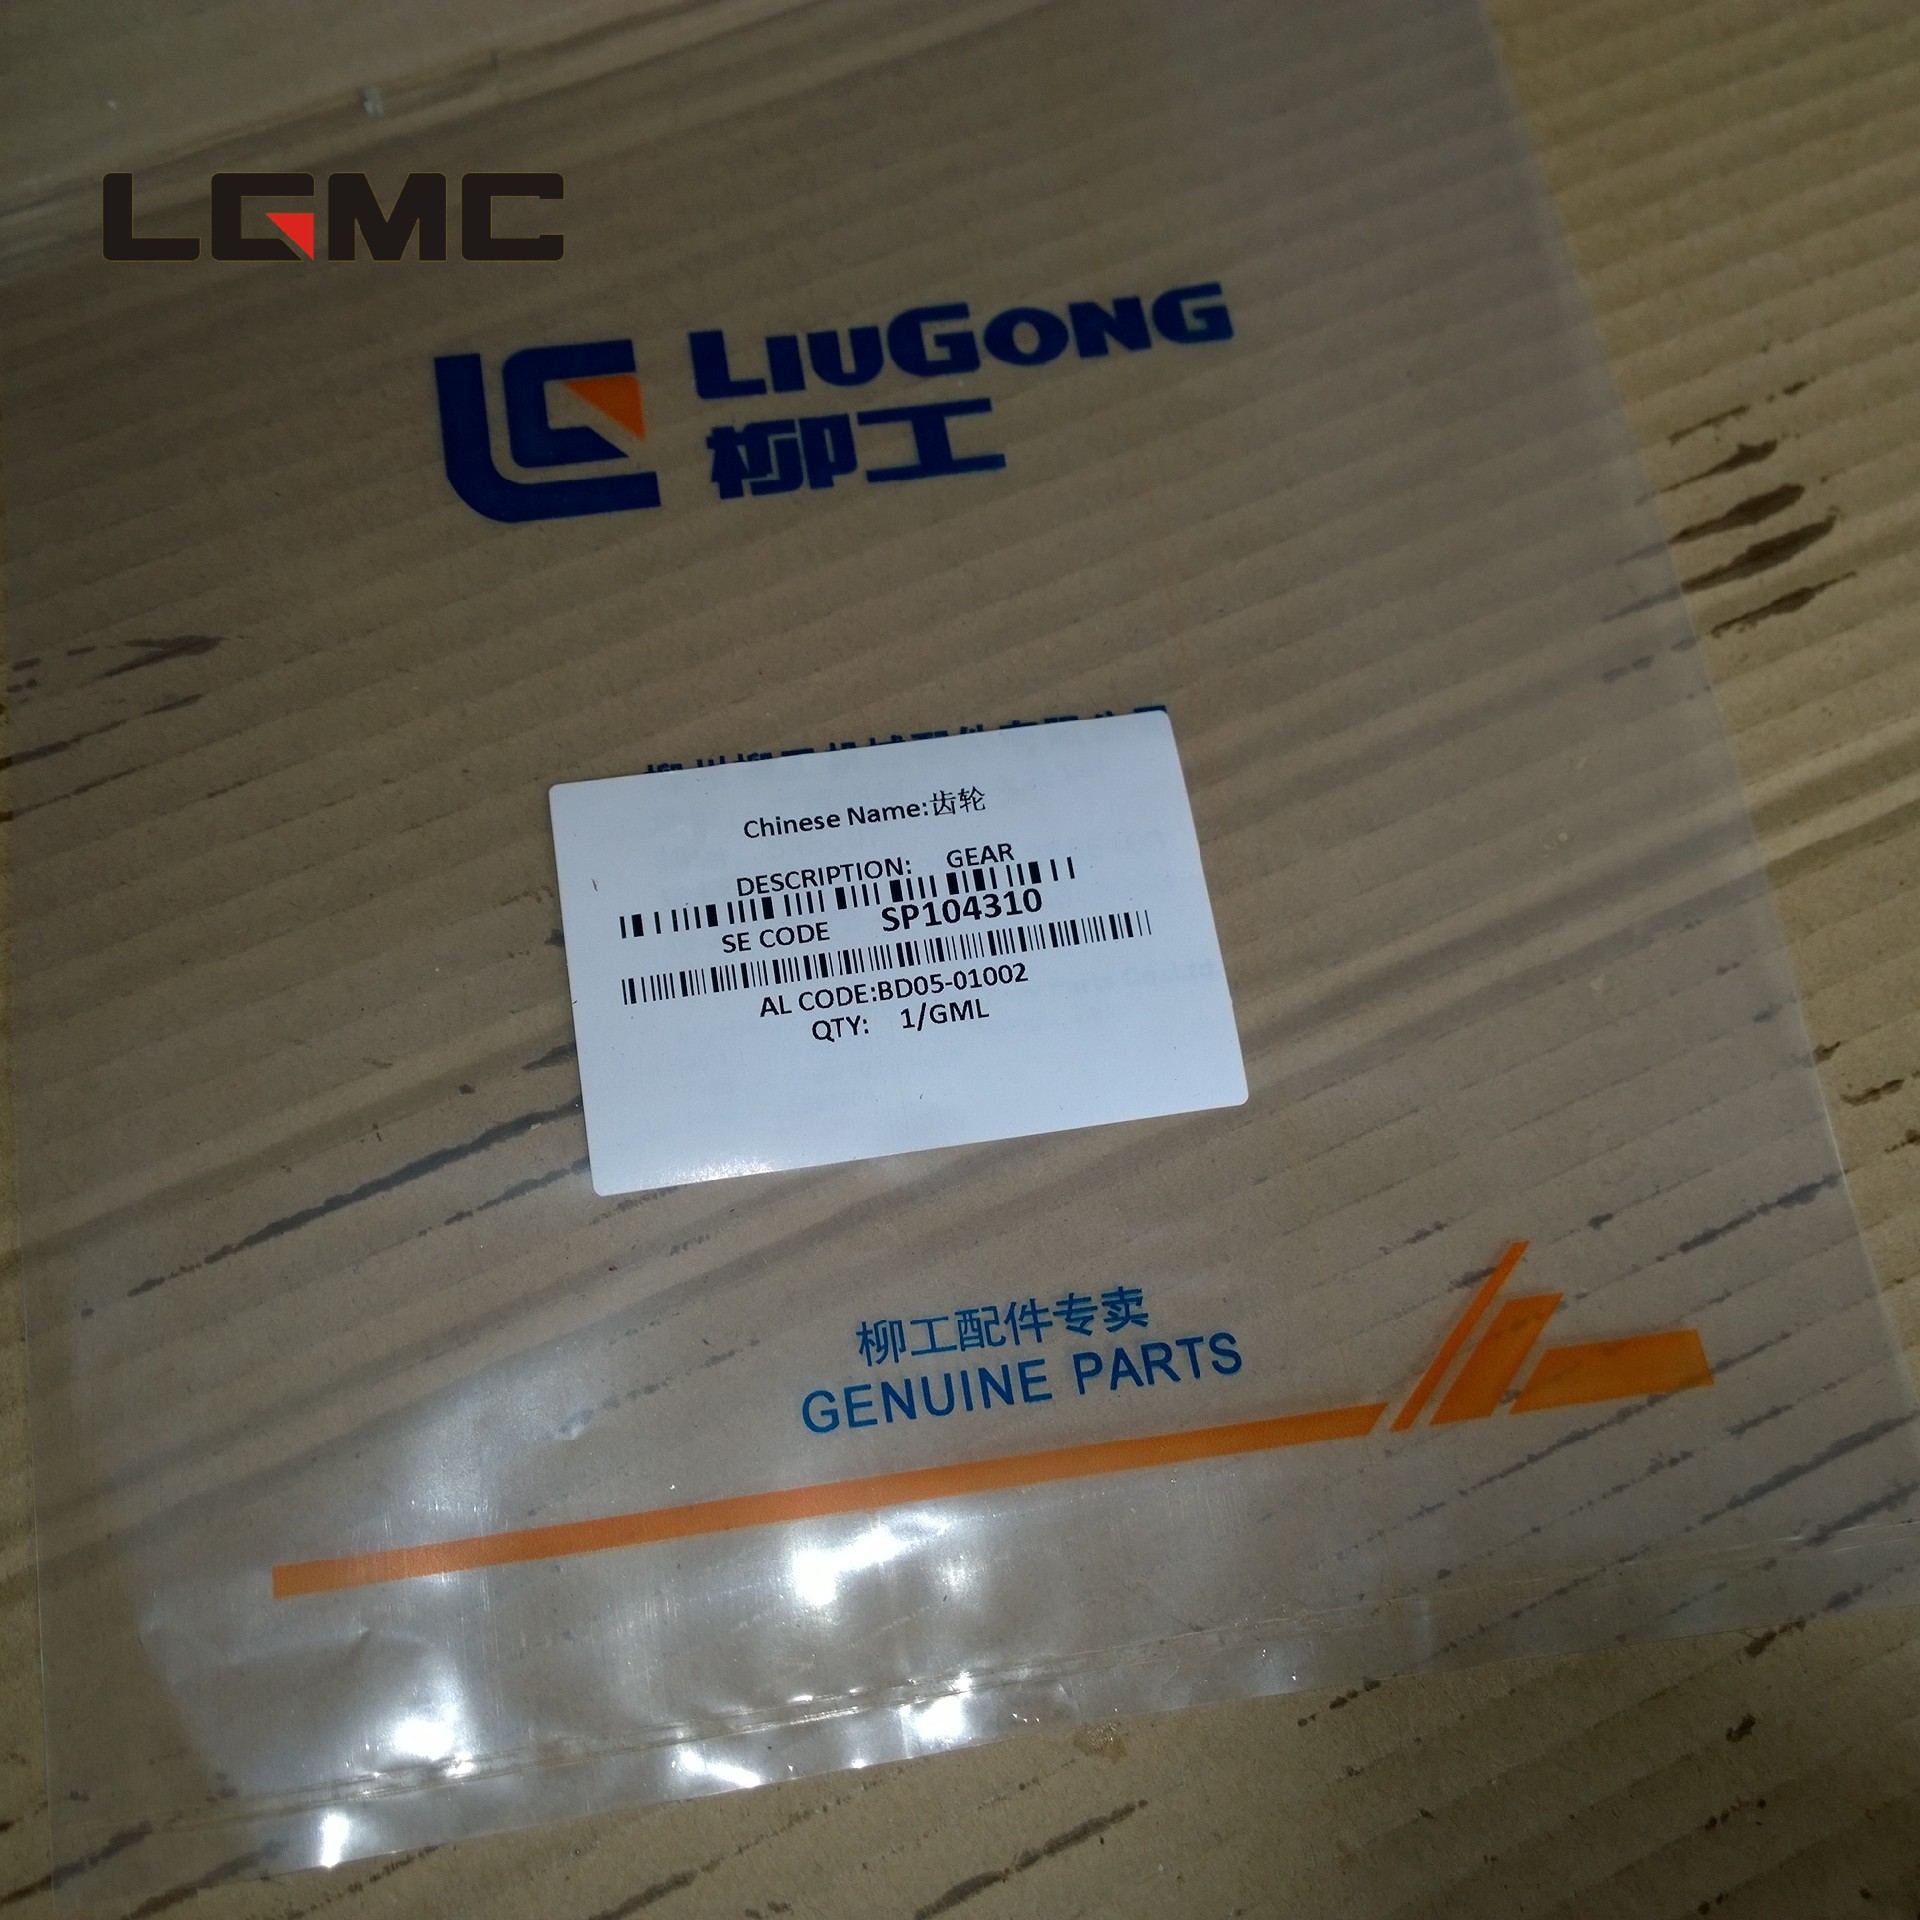 LGMC
LIUGONG
柳工
Chinese Name:齿轮
DESCRIPTION: GEAR
SE CODE SP104310
AL CODE:BD05-01002
QTY: 1/GML
柳工配件专卖
GENUINE PARTS